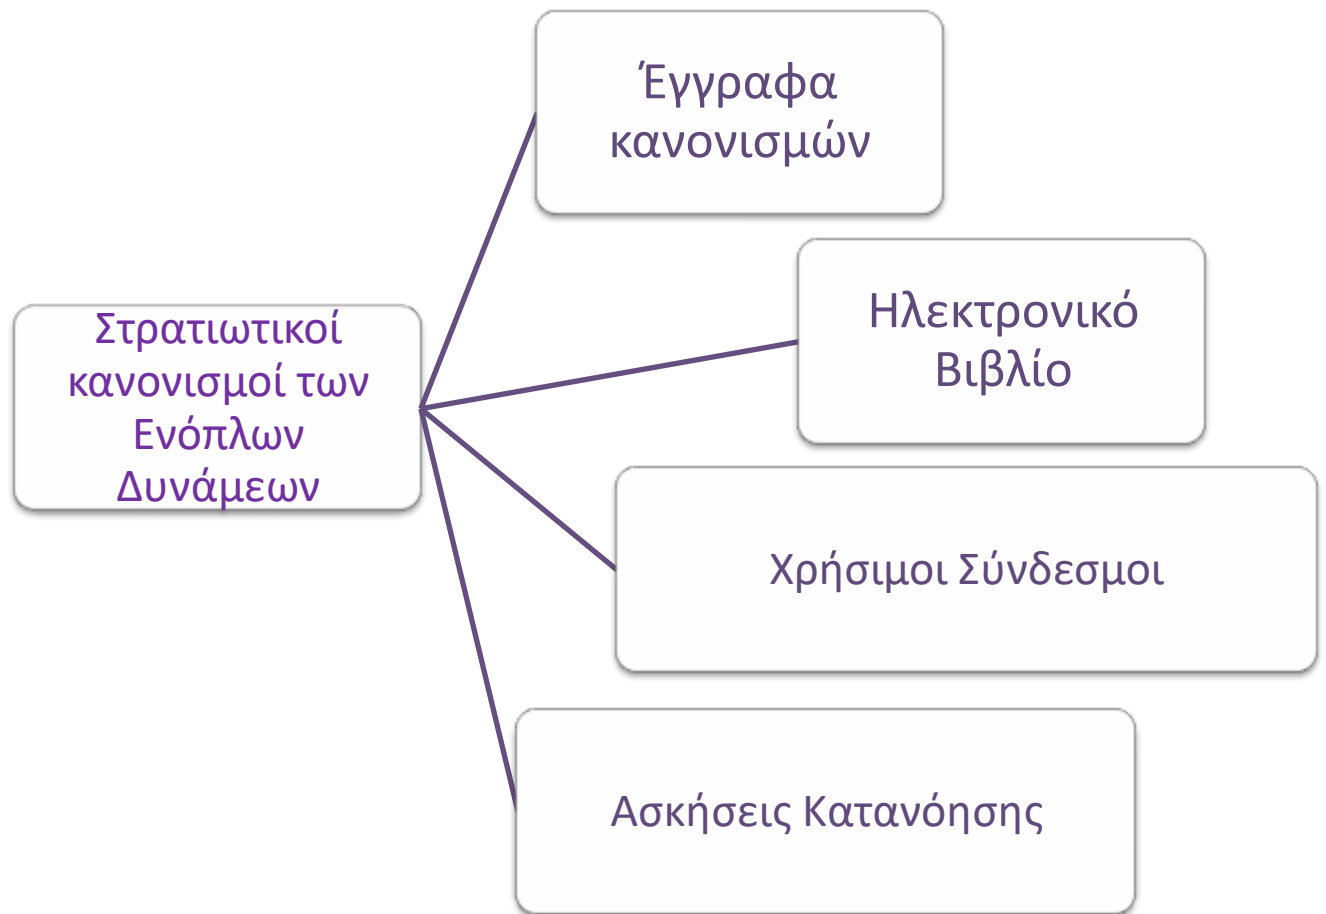 Έγγραφα
κανονισμών
Ηλεκτρονικό
Βιβλίο
Στρατιωτικοί
κανονισμοί των
Ενόπλων
Δυνάμεων
Χρήσιμοι Σύνδεσμοι
Ασκήσεις Κατανόησης